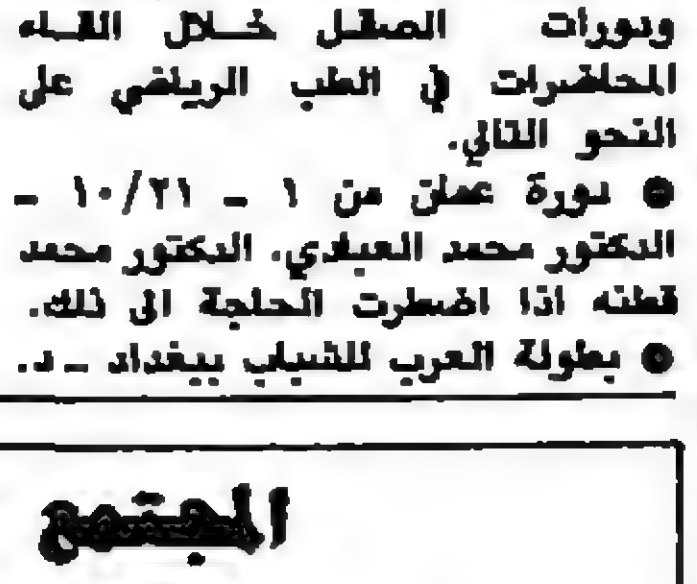 ودورات الصقل خلال القاء
المحاضرات في الطب الرياضي على
النحو التالي.
● دورة عمان من ١ - ١٠/٢١ -
الدكتور محمد العبادي. الدكتور محمد
قطنه اذا اضطرت الحاجة الى ذلك.
● بطولة العرب للشباب ببغداد - د.
المجتمع